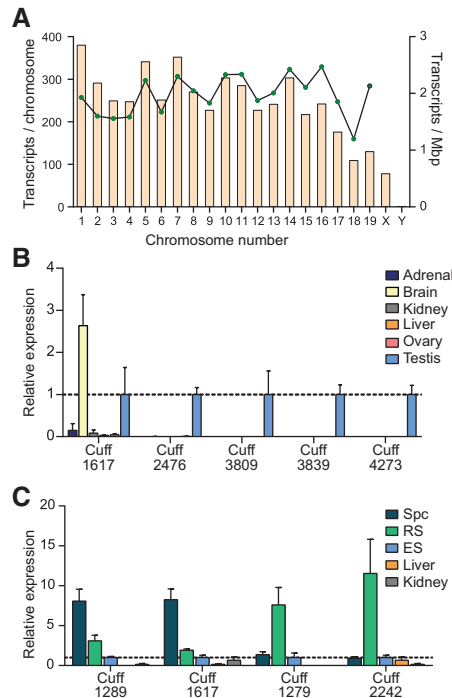 A
400
300
200
100
0
Transcripts / chromosome
3
2
1
0
Transcripts / Mbp
1 2 3 4 5 6 7 8 9 10 11 12 13 14 15 16 17 18 19 X Y
Chromosome number
B
4
3
2
1
0
Relative expression
Adrenal
Brain
Kidney
Liver
Ovary
Testis
Cuff Cuff Cuff Cuff Cuff
1617 2476 3809 3839 4273
C
20
15
10
5
0
Relative expression
Spc
RS
ES
Liver
Kidney
Cuff Cuff Cuff Cuff
1289 1617 1279 2242